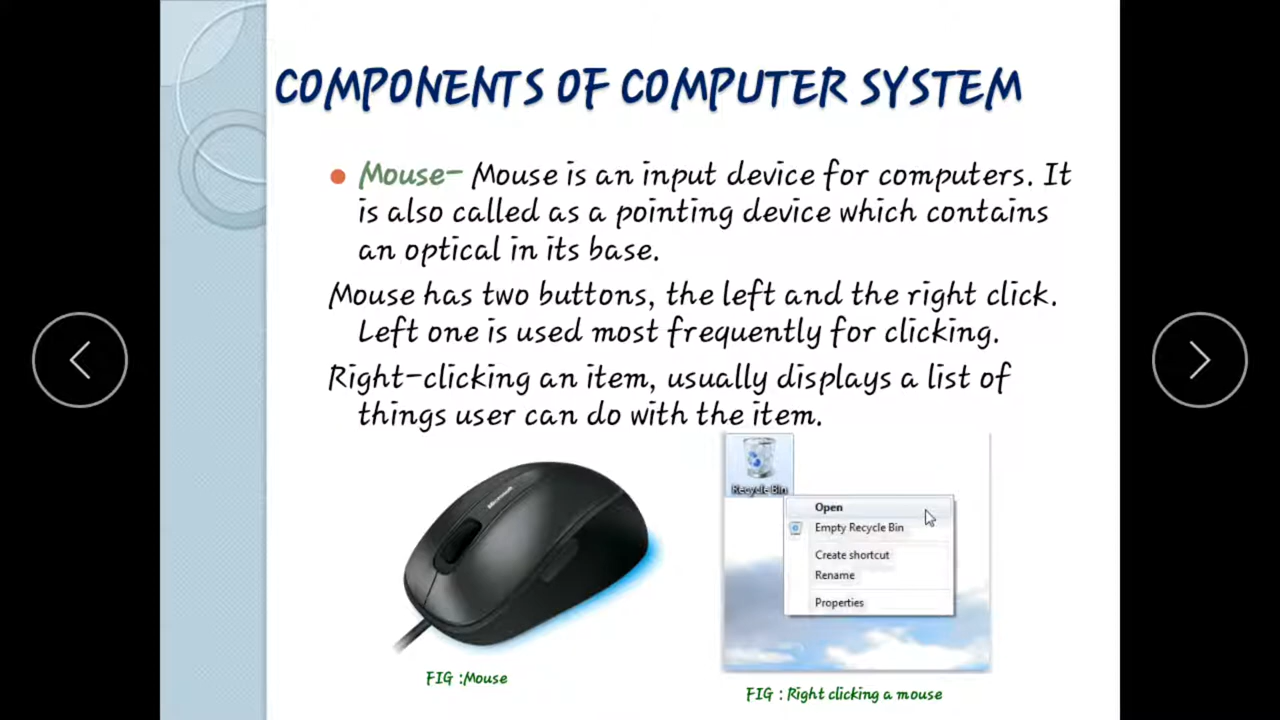 COMPONENTS OF COMPUTER SYSTEM
Mouse- Mouse is an input device for computers. It
is also called as a pointing device which contains
an optical in its base.
Mouse has two buttons, the left and the right click.
Left one is used most frequently for clicking.
Right-clicking an item, usually displays a list of
things user can do with the item.
Microsoft
Recycle Bin
Open
Empty Recycle Bin
Create shortcut
Rename
Properties
FIG :Mouse
FIG : Right clicking a mouse